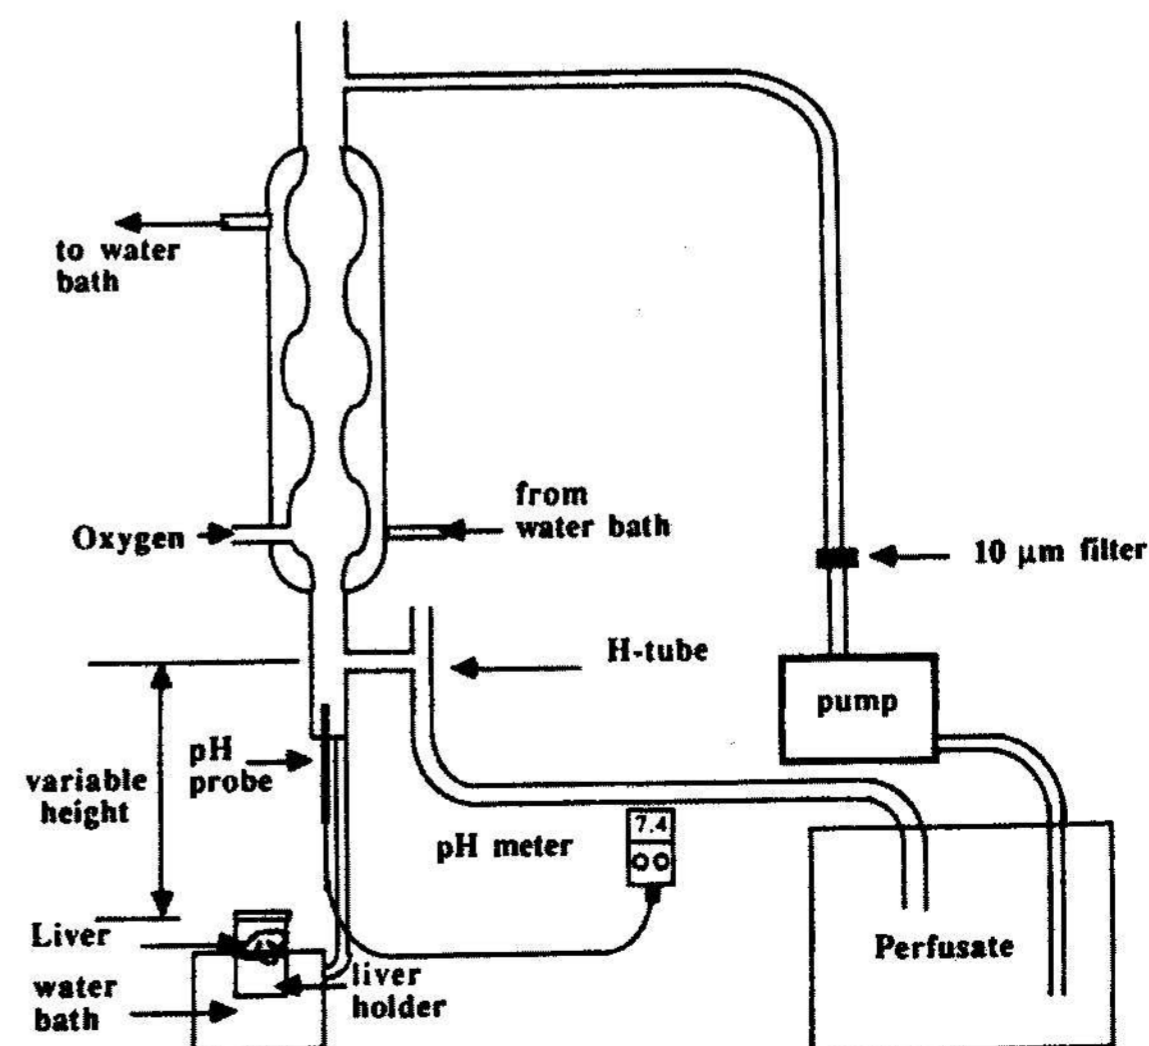 to water
bath
Oxygen
from
water bath
10 μm filter
H-tube
pump
pH
probe
variable
height
7.4
pH meter
Liver
Perfusate
liver
holder
water
bath